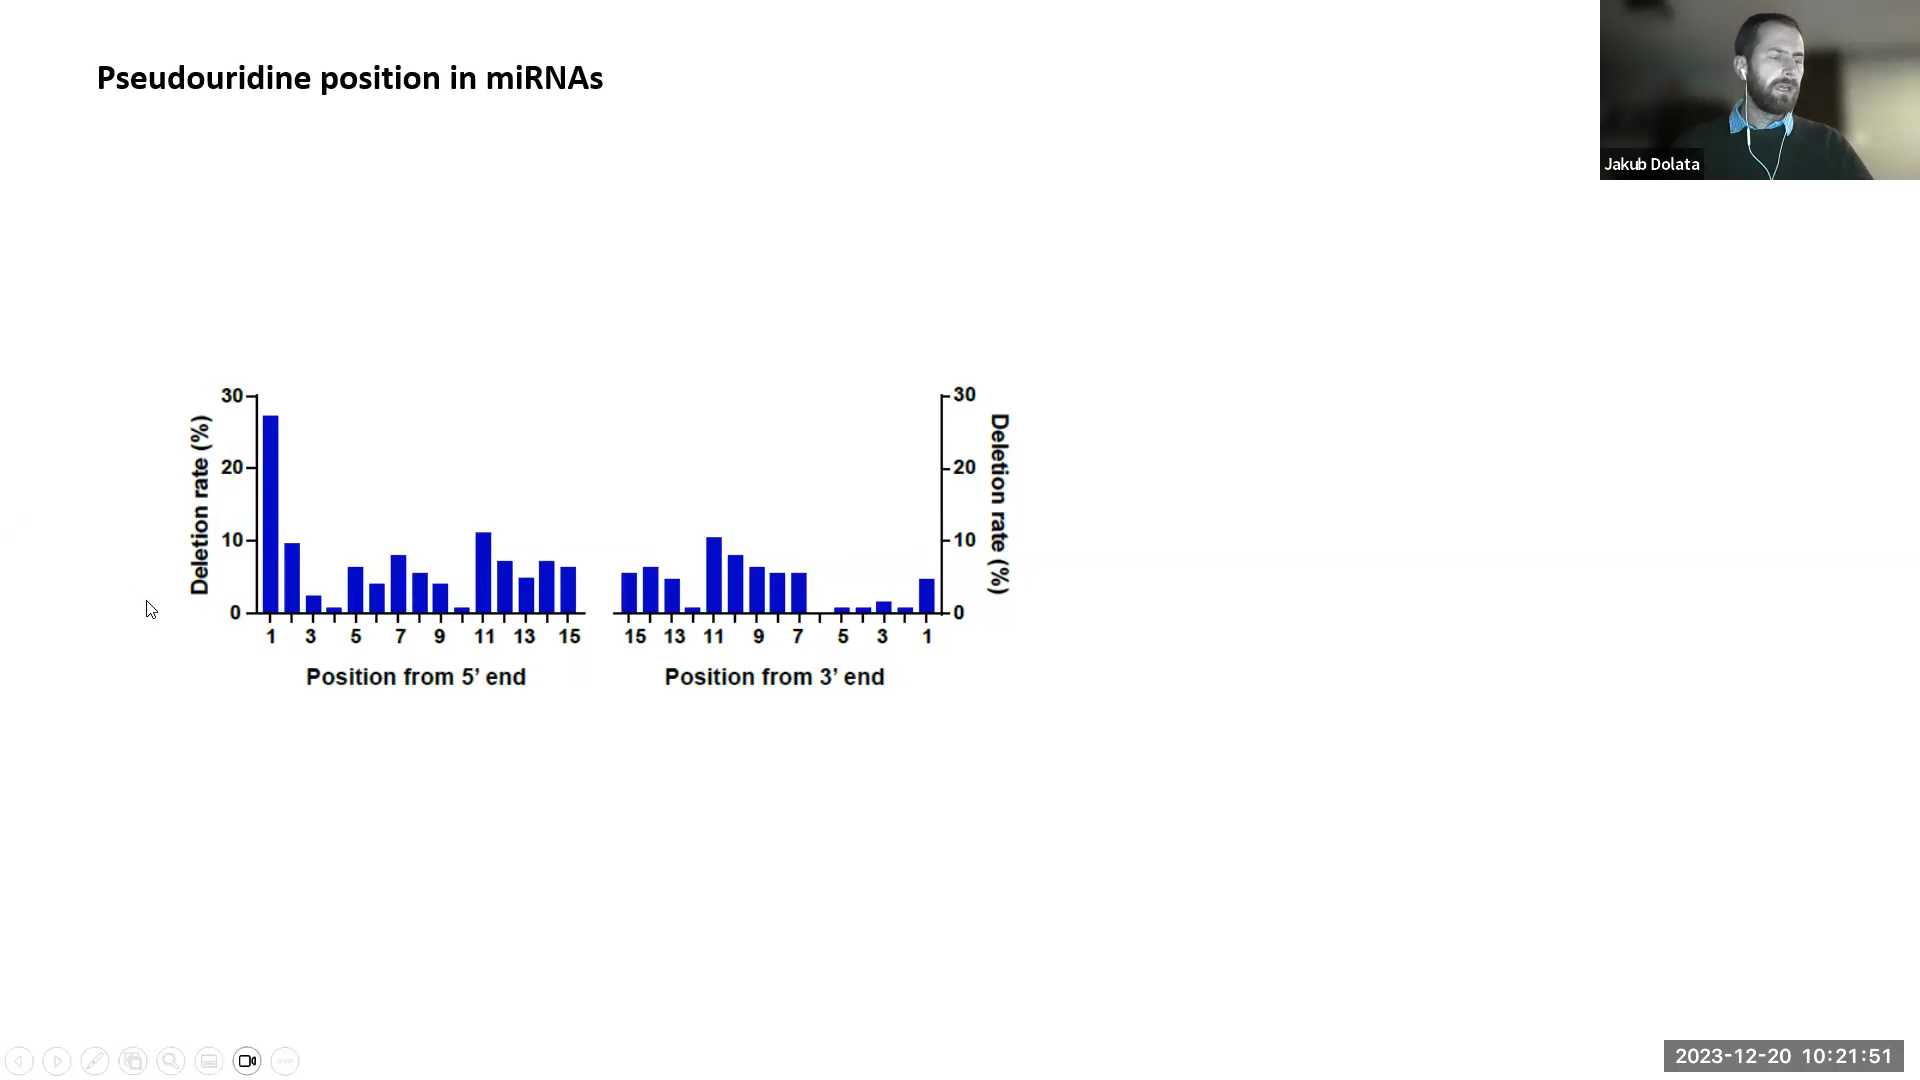 Pseudouridine position in miRNAs
Jakub Dolata
Deletion rate (%)
30
20
10
0
1 3 5 7 9 11 13 15
Position from 5’ end
15 13 11 9 7 5 3 1
Position from 3’ end
30
20
10
0
Deletion rate (%)
2023-12-20 10:21:51